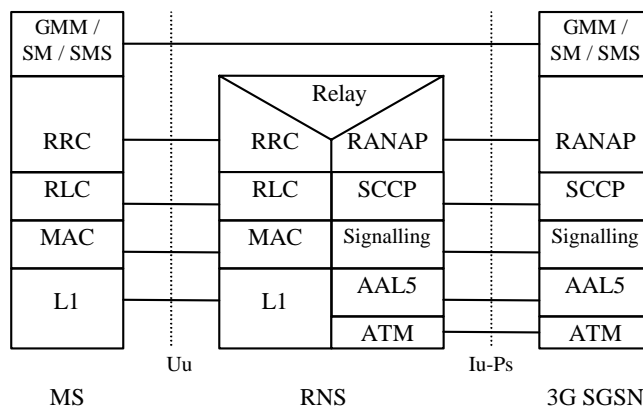 GMM /
SM / SMS
GMM /
SM / SMS
Relay
RRC
RRC
RANAP
RANAP
RLC
RLC
SCCP
SCCP
MAC
MAC
Signalling
Signalling
L1
L1
AAL5
AAL5
ATM
ATM
Uu
Iu-Ps
MS
RNS
3G SGSN